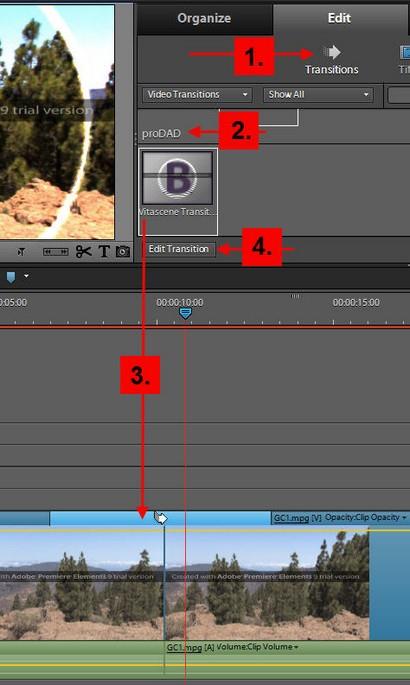 Organize
Edit
1.
Transitions
Video Transitions
Show All
9 trial version
proDAD
2.
B
Vitascene Transit...
Edit Transition
4.
T
0:05:00
00:00:10:00
00:00:15:00
3.
GC1.mpg [V] Opacity:Clip Opacity
th Adobe Premiere Elements 9 trial version
Created with Adobe Premiere Elements 9 trial version
GC1.mpg [A] Volume:Clip Volume